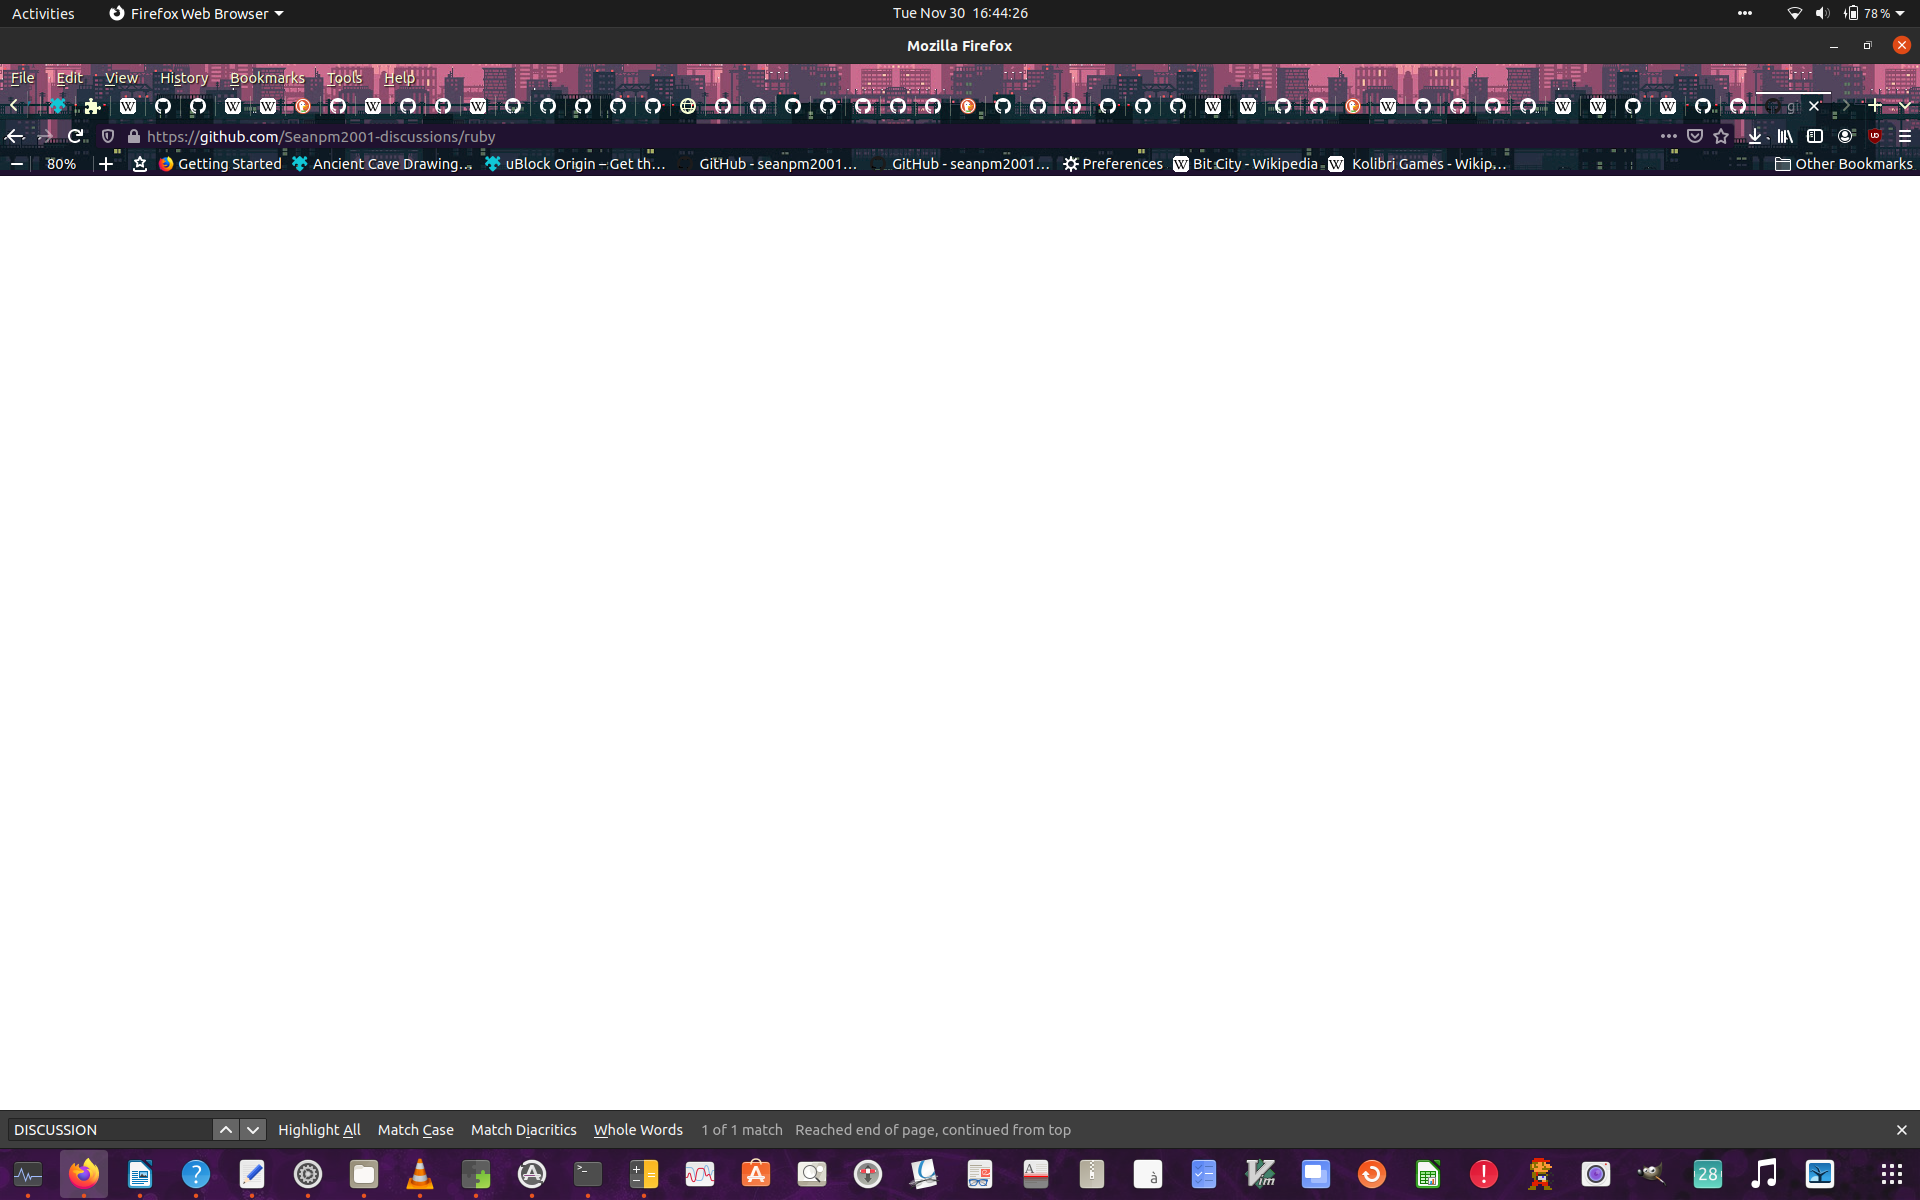 Activities Firefox Web Browser Tue Nov 30 16:44:26 78 %
Mozilla Firefox
File Edit View History Bookmarks Tools Help
gi
https://github.com/Seanpm2001-discussions/ruby
80% Getting Started Ancient Cave Drawing… uBlock Origin – Get th… GitHub - seanpm2001… GitHub - seanpm2001… Preferences Bit City - Wikipedia Kolibri Games - Wikip… Other Bookmarks
DISCUSSION Highlight All Match Case Match Diacritics Whole Words 1 of 1 match Reached end of page, continued from top
28